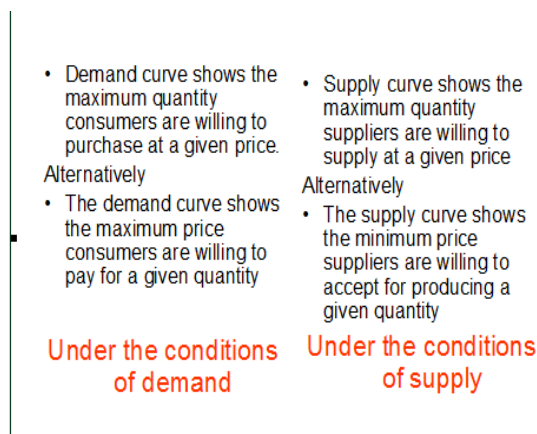 • Demand curve shows the
maximum quantity
consumers are willing to
purchase at a given price.
Alternatively
• The demand curve shows
the maximum price
consumers are willing to
pay for a given quantity
Under the conditions
of demand
• Supply curve shows the
maximum quantity
suppliers are willing to
supply at a given price
Alternatively
• The supply curve shows
the minimum price
suppliers are willing to
accept for producing a
given quantity
Under the conditions
of supply